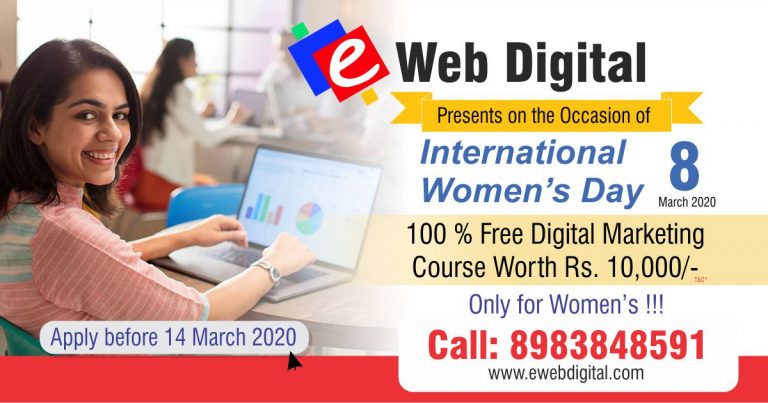 e Web Digital
Presents on the Occasion of
International
Women's Day
8
March 2020
100 % Free Digital Marketing
Course Worth Rs. 10,000/-
T&C*
Only for Women's !!!
Apply before 14 March 2020
Call: 8983848591
www.ewebdigital.com